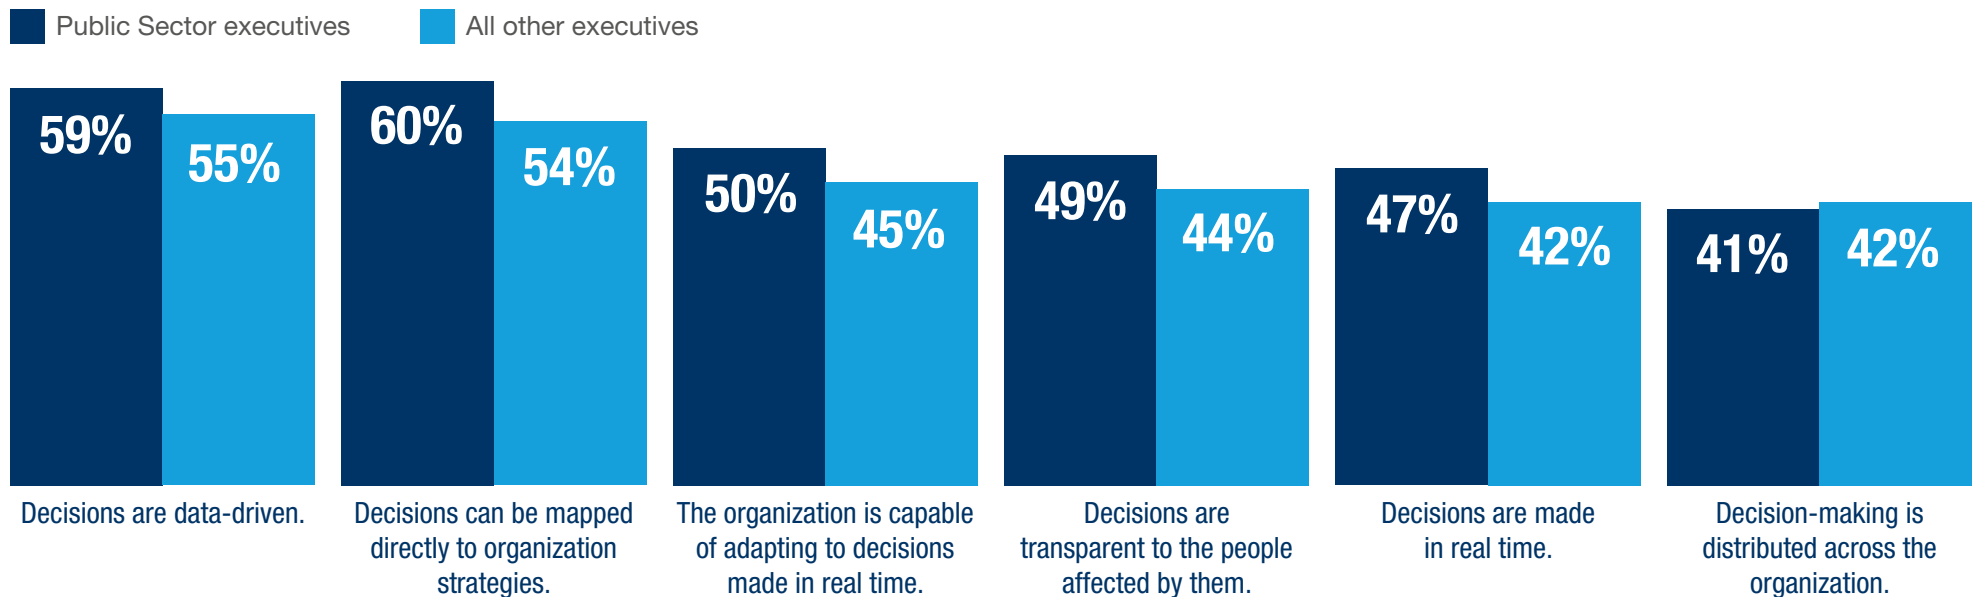 Public Sector executives
All other executives
59%
55%
60%
54%
50%
45%
49%
44%
47%
42%
41%
42%
Decisions are data-driven.
Decisions can be mapped
directly to organization
strategies.
The organization is capable
of adapting to decisions
made in real time.
Decisions are
transparent to the people
affected by them.
Decisions are made
in real time.
Decision-making is
distributed across the
organization.